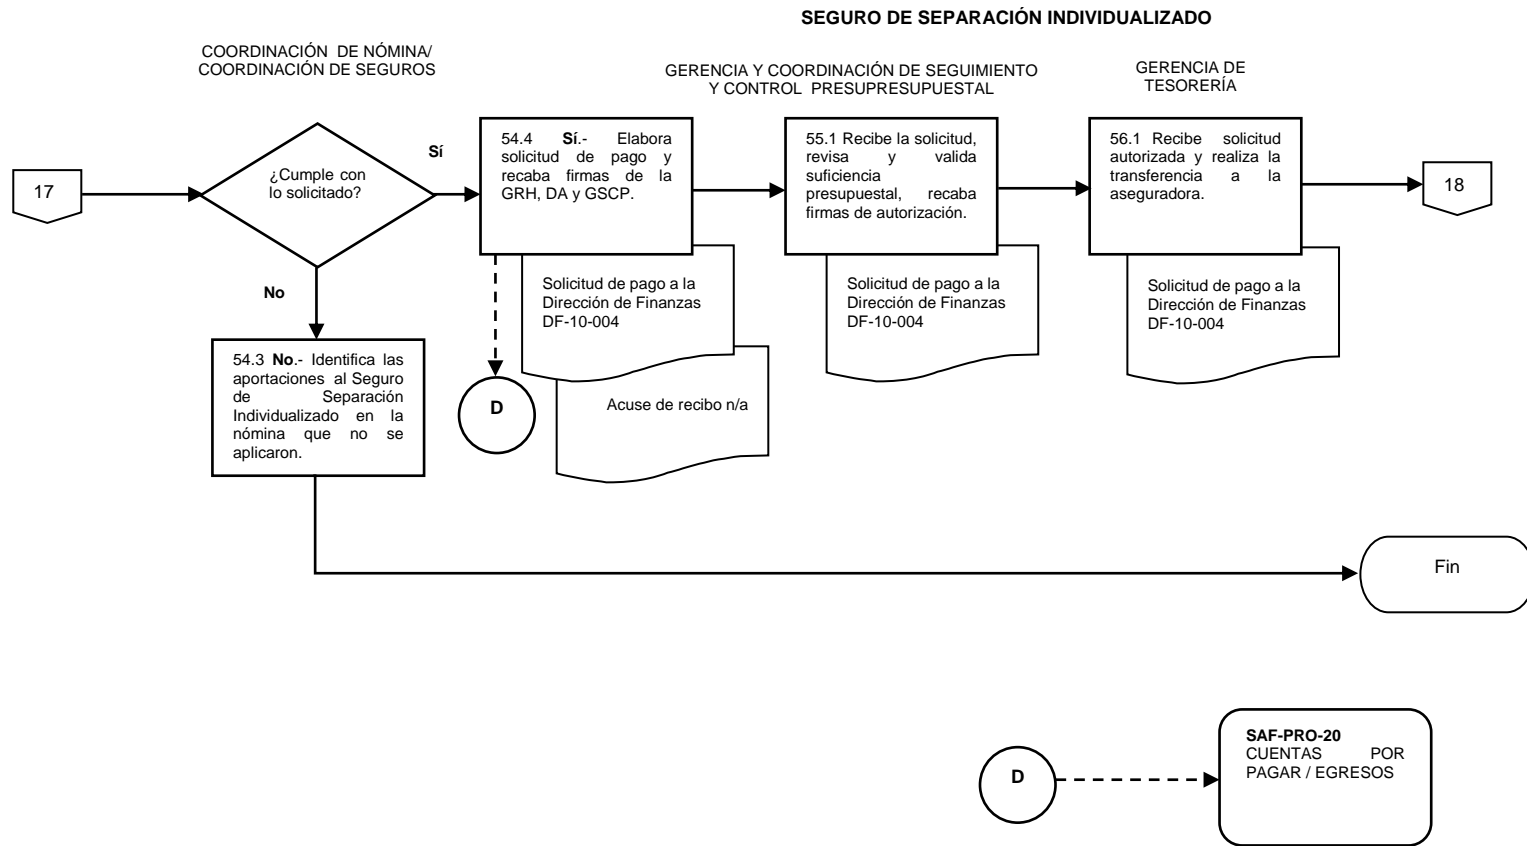 SEGURO DE SEPARACIÓN INDIVIDUALIZADO
COORDINACIÓN DE NÓMINA/
COORDINACIÓN DE SEGUROS
GERENCIA Y COORDINACIÓN DE SEGUIMIENTO
Y CONTROL PRESUPRESUPUESTAL
GERENCIA DE
TESORERÍA
17
¿Cumple con
lo solicitado?
Sí
54.4 Sí.- Elabora
solicitud de pago y
recaba firmas de la
GRH, DA y GSCP.
55.1 Recibe la solicitud,
revisa y valida
suficiencia
presupuestal, recaba
firmas de autorización.
56.1 Recibe solicitud
autorizada y realiza la
transferencia a la
aseguradora.
18
No
Solicitud de pago a la
Dirección de Finanzas
DF-10-004
Solicitud de pago a la
Dirección de Finanzas
DF-10-004
Solicitud de pago a la
Dirección de Finanzas
DF-10-004
54.3 No.- Identifica las
aportaciones al Seguro
de Separación
Individualizado en la
nómina que no se
aplicaron.
D
Acuse de recibo n/a
Fin
D
SAF-PRO-20
CUENTAS POR
PAGAR / EGRESOS